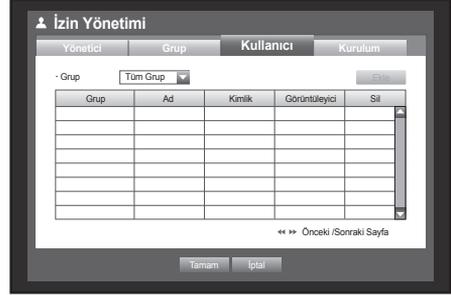 İzin Yönetimi
Yönetici Grup Kullanıcı Kurulum
· Grup Tüm Grup Ekle
Grup Ad Kimlik Görüntüleyici Sil
Önceki /Sonraki Sayfa
Tamam İptal